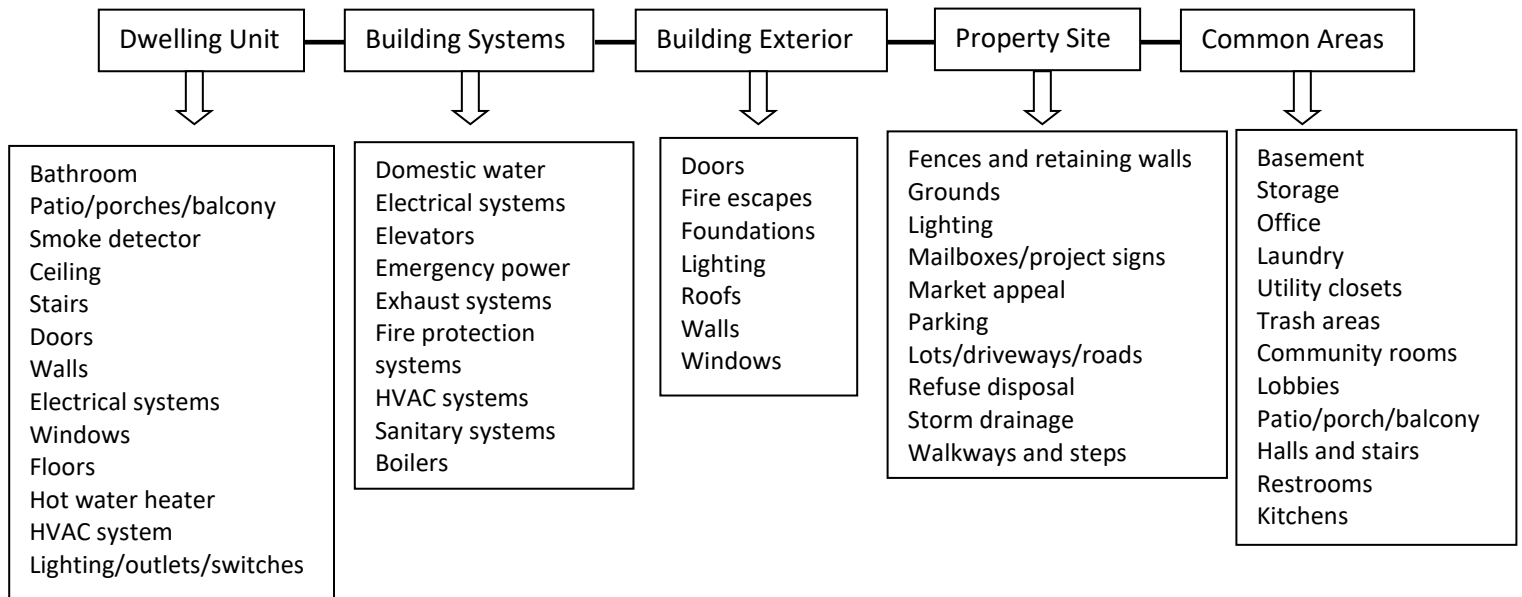 Dwelling Unit
Building Systems
Building Exterior
Property Site
Common Areas
Bathroom
Patio/porches/balcony
Smoke detector
Ceiling
Stairs
Doors
Walls
Electrical systems
Windows
Floors
Hot water heater
HVAC system
Lighting/outlets/switches
Domestic water
Electrical systems
Elevators
Emergency power
Exhaust systems
Fire protection
systems
HVAC systems
Sanitary systems
Boilers
Doors
Fire escapes
Foundations
Lighting
Roofs
Walls
Windows
Fences and retaining walls
Grounds
Lighting
Mailboxes/project signs
Market appeal
Parking
Lots/driveways/roads
Refuse disposal
Storm drainage
Walkways and steps
Basement
Storage
Office
Laundry
Utility closets
Trash areas
Community rooms
Lobbies
Patio/porch/balcony
Halls and stairs
Restrooms
Kitchens